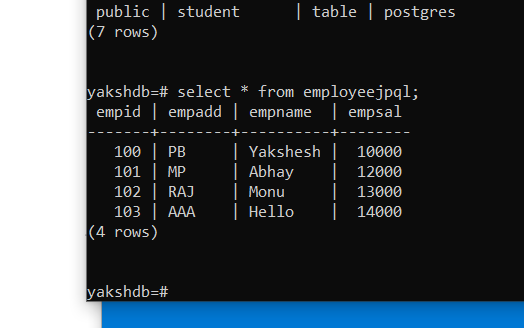 public | student      | table | postgres
(7 rows)
yakshdb=# select * from employeejpql;
 empid | empadd | empname  | empsal
-------+--------+----------+--------
   100 | PB     | Yakshesh |  10000
   101 | MP     | Abhay    |  12000
   102 | RAJ    | Monu     |  13000
   103 | AAA    | Hello    |  14000
(4 rows)
yakshdb=#